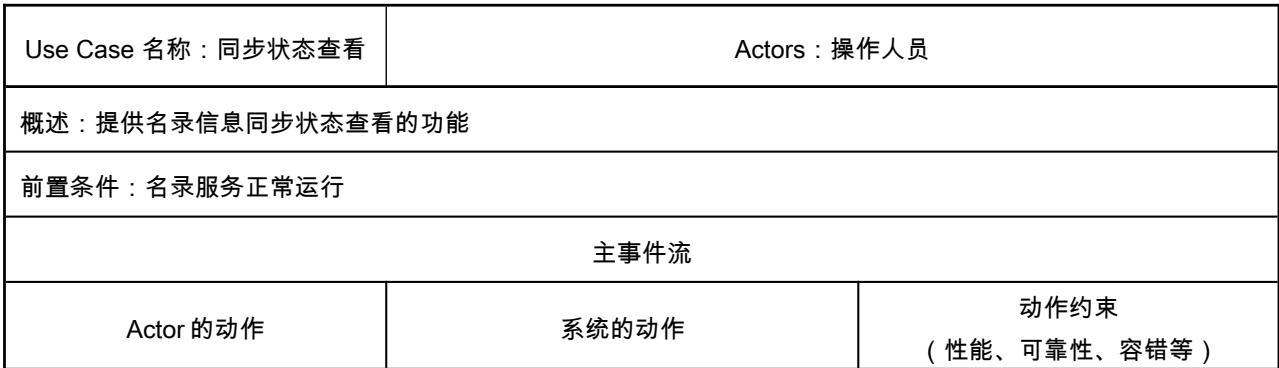 Use Case 名称：同步状态查看
Actors：操作人员
概述：提供名录信息同步状态查看的功能
前置条件：名录服务正常运行
主事件流
Actor 的动作
系统的动作
动作约束
（性能、可靠性、容错等）